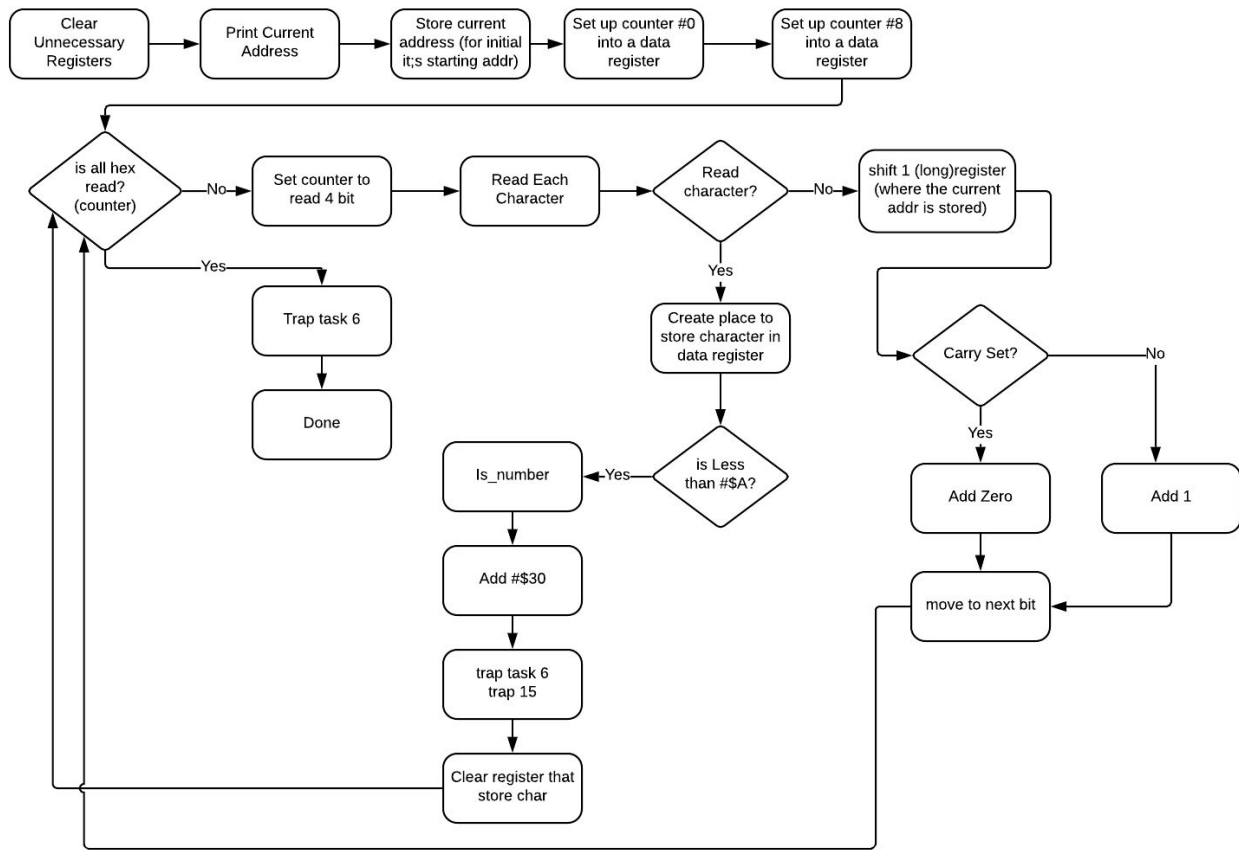 Clear
Unnecessary
Registers
Print Current
Address
Store current
address (for initial
it;s starting addr)
Set up counter #0
into a data
register
Set up counter #8
into a data
register
is all hex
read?
(counter)
No
Set counter to
read 4 bit
Read Each
Character
Read
character?
No
shift 1 (long)register
(where the current
addr is stored)
Yes
Yes
Trap task 6
Create place to
store character in
data register
Carry Set?
No
Done
Yes
Is_number
Yes
is Less
than #$A?
Add Zero
Add 1
Add #$30
move to next bit
trap task 6
trap 15
Clear register that
store char